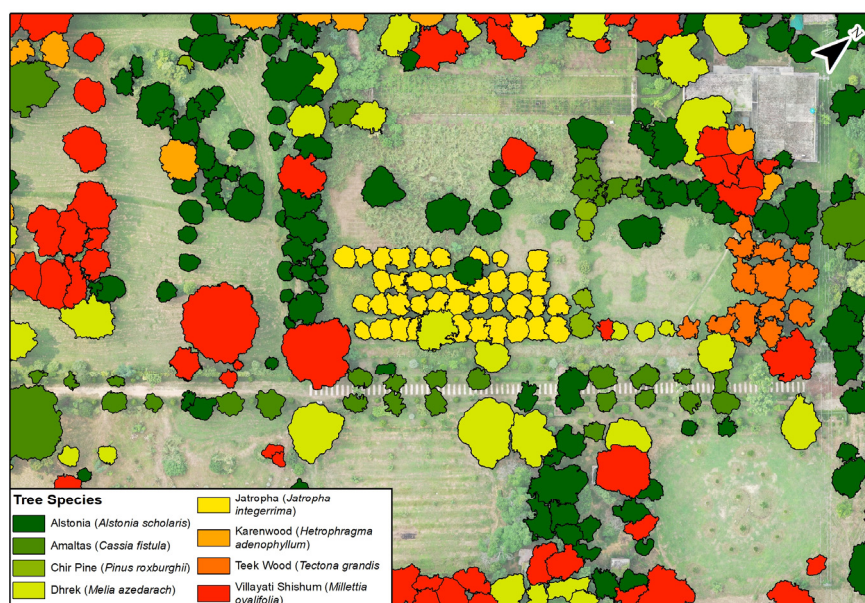 N
Tree Species
Alstonia (Alstonia scholaris)
Amaltas (Cassia fistula)
Chir Pine (Pinus roxburghii)
Dhrek (Melia azedarach)
Jatropha (Jatropha
integerrima)
Karenwood (Hetrophragma
adenophyllum)
Teek Wood (Tectona grandis
Villayati Shishum (Millettia
ovalifolia)